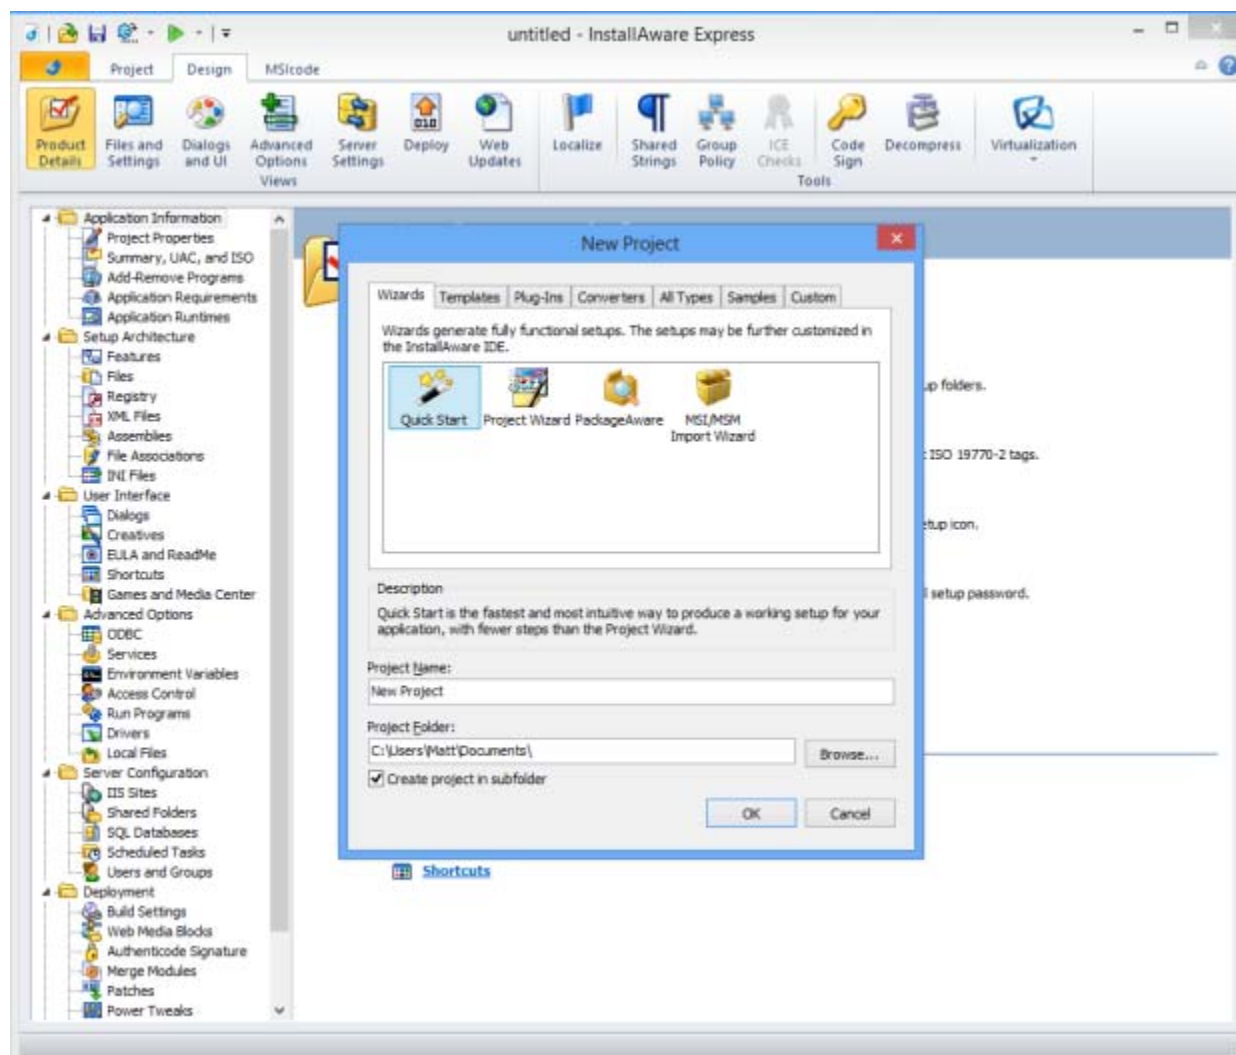 untitled - InstallAware Express
Project Design MSIcode
Product Details
Files and Settings
Dialogs and UI
Advanced Options
Server Settings
Deploy
Web Updates
Localize
Shared Strings
Group Policy
ICE Checks
Code Sign
Decompress
Virtualization
Views
Tools
Application Information
Project Properties
Summary, UAC, and ISO
Add-Remove Programs
Application Requirements
Application Runtimes
Setup Architecture
Features
Files
Registry
XML Files
Assemblies
File Associations
INI Files
User Interface
Dialogs
Creatives
EULA and ReadMe
Shortcuts
Games and Media Center
Advanced Options
ODBC
Services
Environment Variables
Access Control
Run Programs
Drivers
Local Files
Server Configuration
IIS Sites
Shared Folders
SQL Databases
Scheduled Tasks
Users and Groups
Deployment
Build Settings
Web Media Blocks
Authenticode Signature
Merge Modules
Patches
Power Tweaks
New Project
Wizards Templates Plug-Ins Converters All Types Samples Custom
Wizards generate fully functional setups. The setups may be further customized in
the InstallAware IDE.
Quick Start
Project Wizard
PackageAware
MSI/MSM
Import Wizard
Description
Quick Start is the fastest and most intuitive way to produce a working setup for your
application, with fewer steps than the Project Wizard.
Project Name:
New Project
Project Folder:
C:\Users\Matt\Documents\
Browse...
Create project in subfolder
OK Cancel
up folders.
ISO 19770-2 tags.
etup icon.
setup password.
Shortcuts